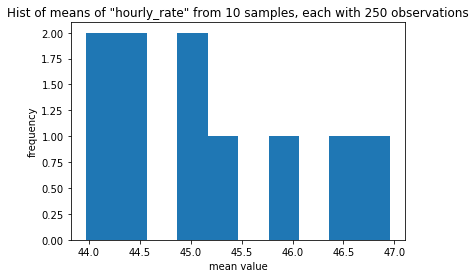 Hist of means of "hourly_rate" from 10 samples, each with 250 observations
2.00
1.75
1.50
1.25
1.00
0.75
0.50
0.25
0.00
frequency
44.0 44.5 45.0 45.5 46.0 46.5 47.0
mean value